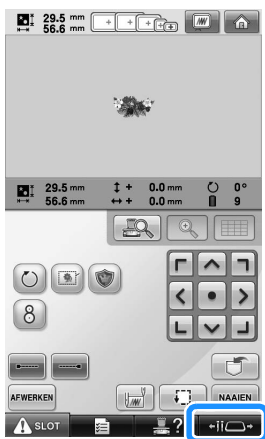 29.5 mm
56.6 mm
29.5 mm + 0.0 mm 0°
56.6 mm + 0.0 mm 9
8
AFWERKEN
NAAIEN
SLOT
?